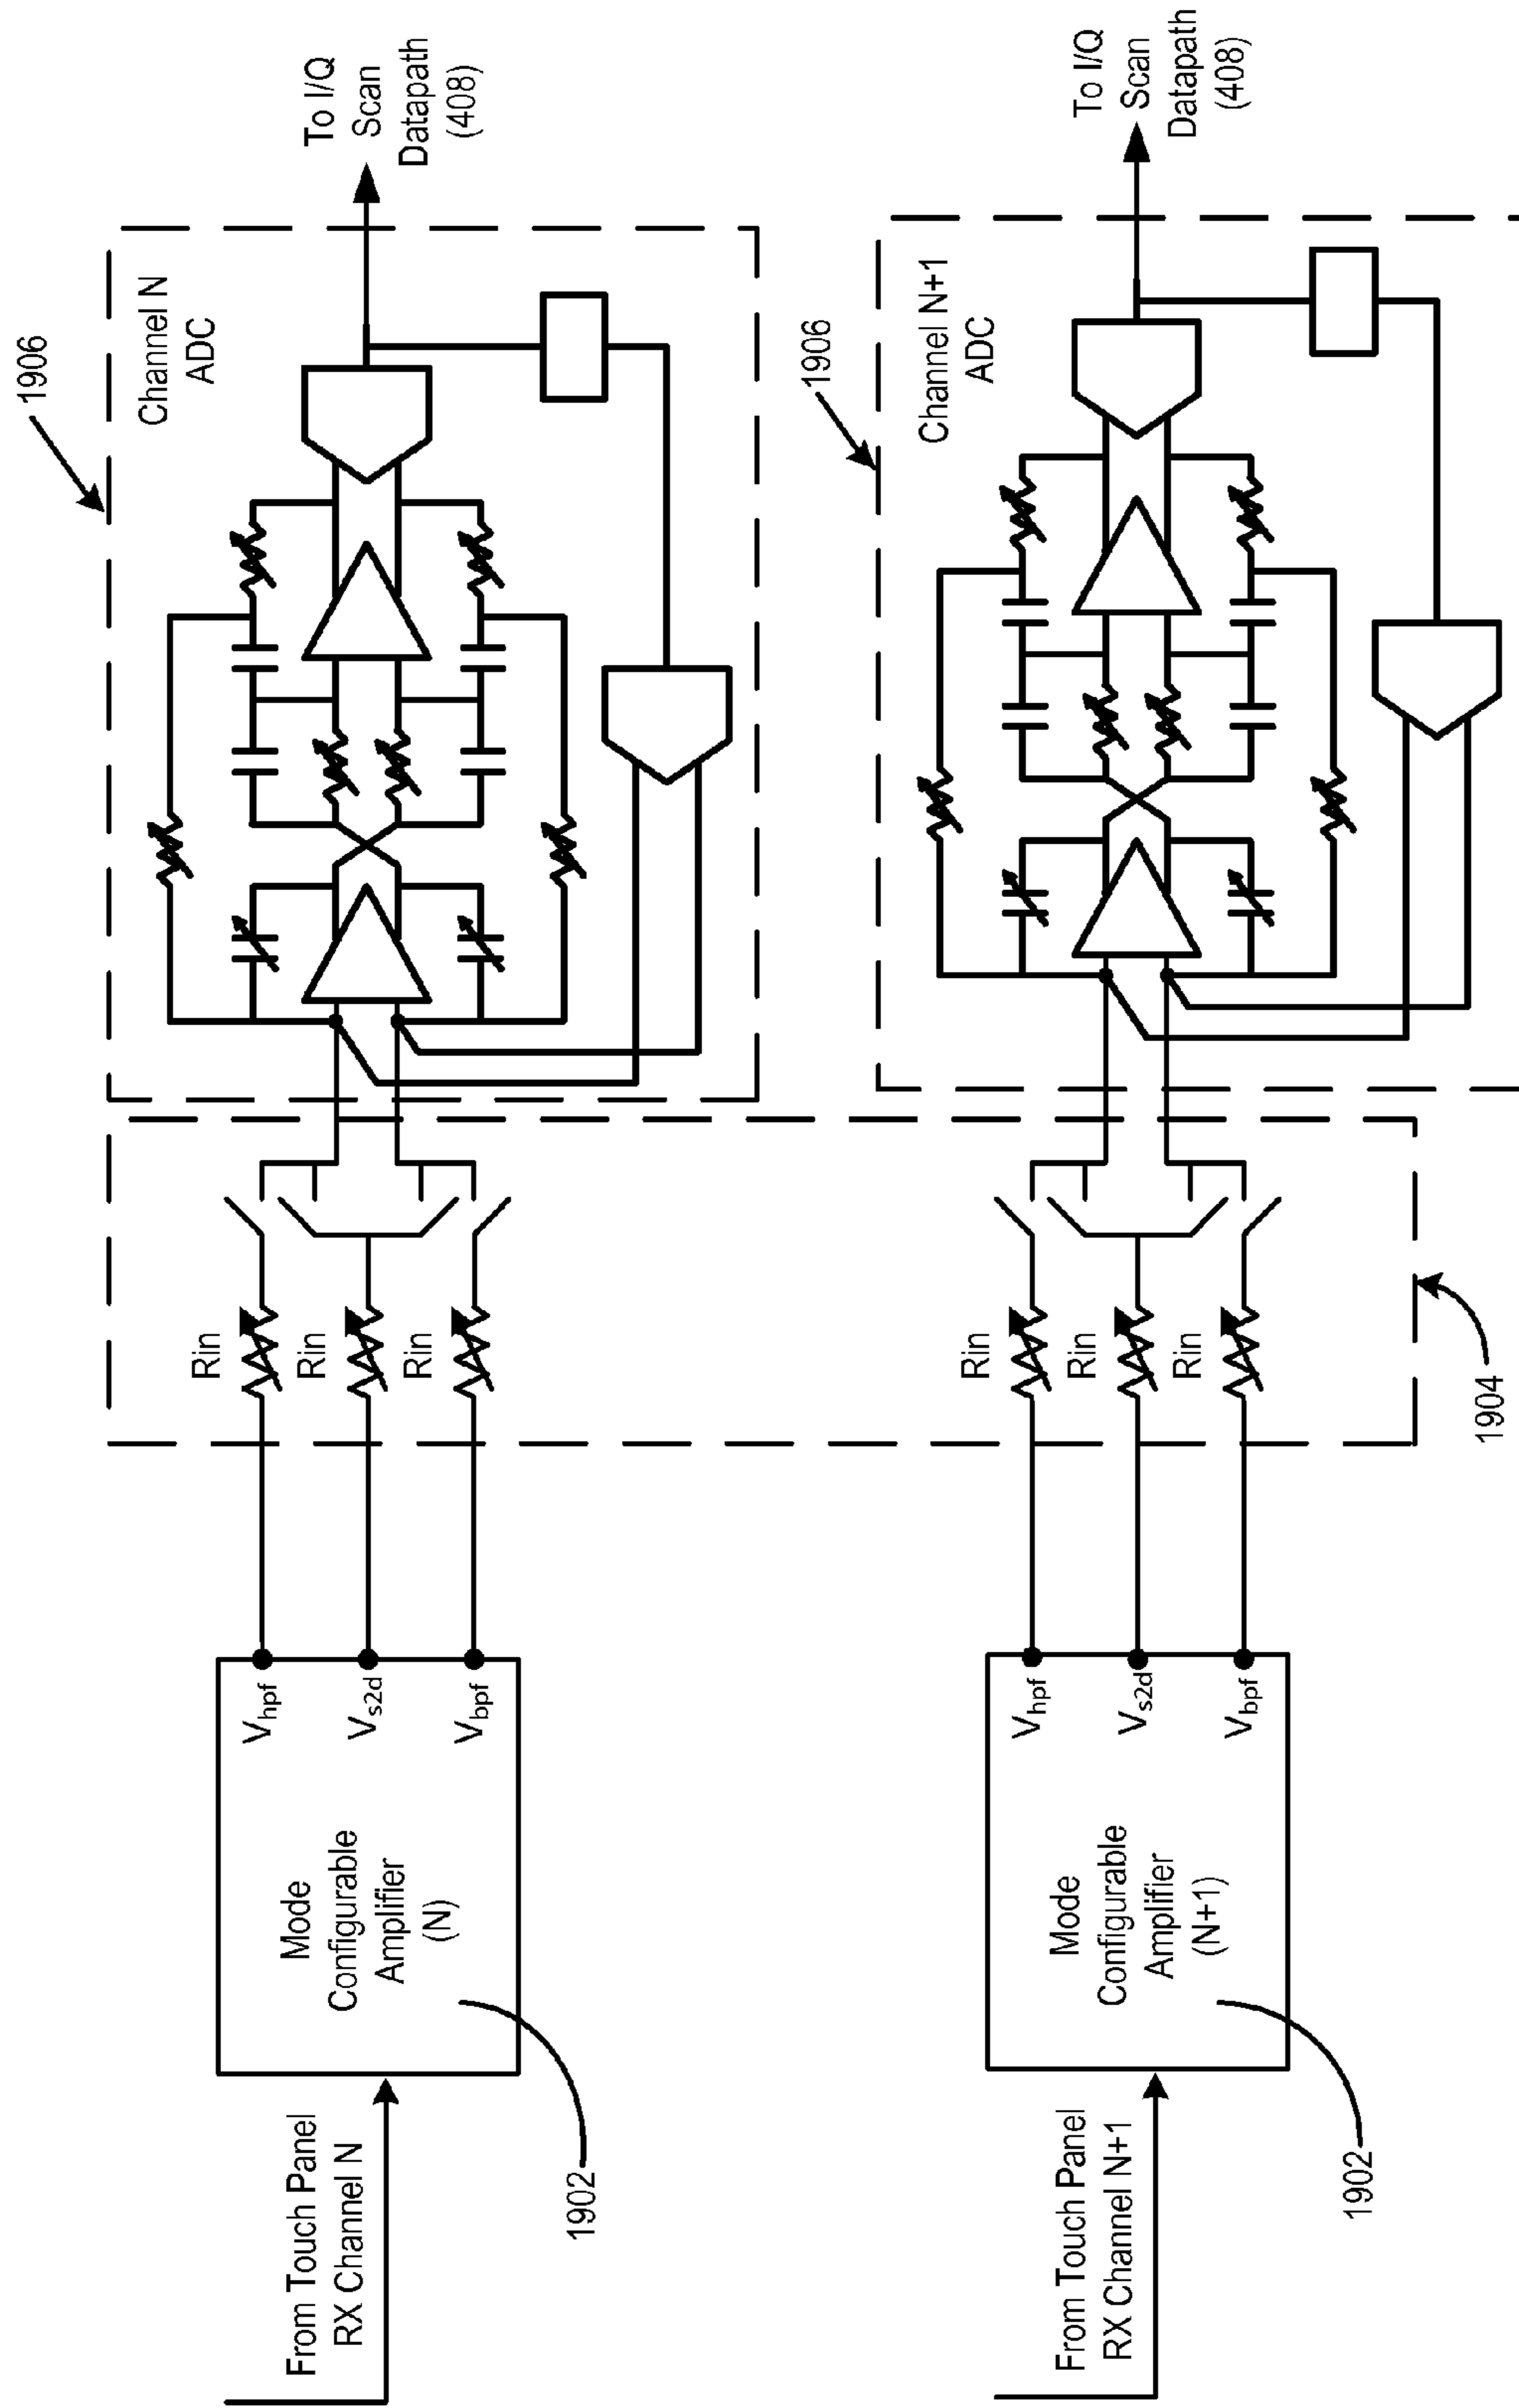 1906
Channel N
ADC
To I/Q
Scan
Datapath
(408)
Rin
Rin
Rin
Vhpf
Vs2d
Vbpf
Mode
Configurable
Amplifier
(N)
From Touch Panel
RX Channel N
1902
1906
Channel N+1
ADC
To I/Q
Scan
Datapath
(408)
Rin
Rin
Rin
1904
Vhpf
Vs2d
Vbpf
Mode
Configurable
Amplifier
(N+1)
From Touch Panel
RX Channel N+1
1902